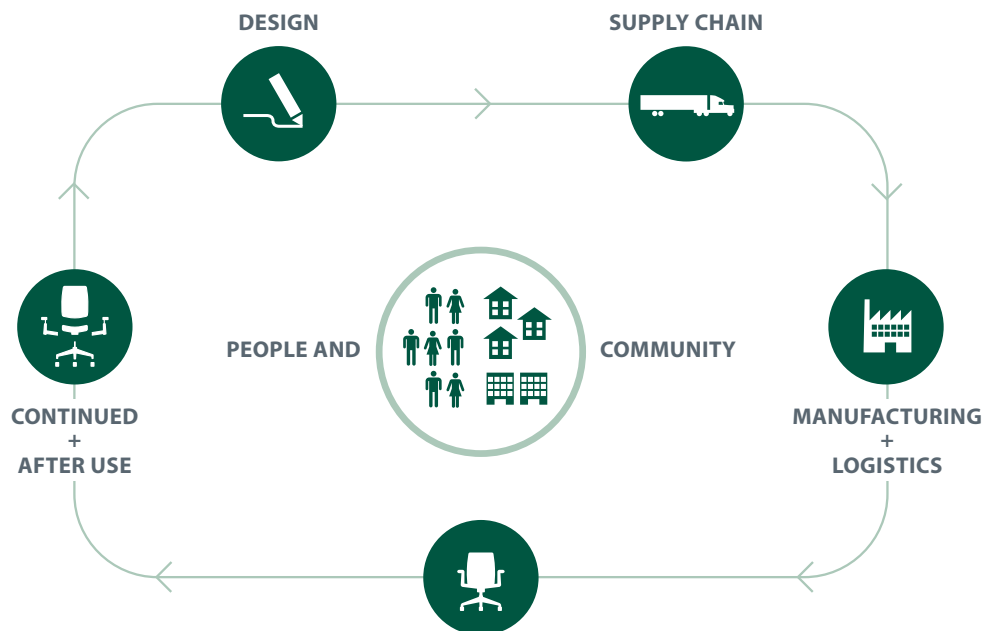 DESIGN
SUPPLY CHAIN
PEOPLE AND
COMMUNITY
CONTINUED
+
AFTER USE
MANUFACTURING
+
LOGISTICS